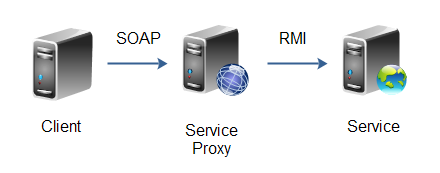 SOAP
RMI
Client
Service
Proxy
Service